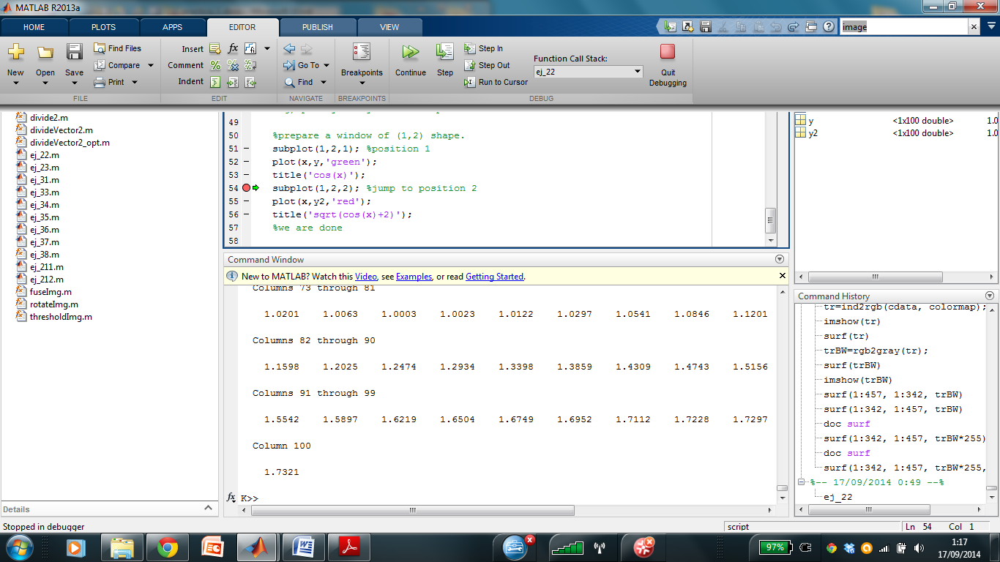 MATLAB R2013a
HOME PLOTS APPS EDITOR PUBLISH VIEW
image
New Open Save
Find Files
Compare
Print
FILE
Insert
Comment
Indent
fx
EDIT
Go To
Find
NAVIGATE
Breakpoints
BREAKPOINTS
Continue Step
Step In
Step Out
Run to Cursor
Function Call Stack:
ej_22
Quit
Debugging
DEBUG
divide2.m
divideVector2.m
divideVector2_opt.m
ej_22.m
ej_23.m
ej_31.m
ej_33.m
ej_34.m
ej_35.m
ej_36.m
ej_37.m
ej_38.m
ej_211.m
ej_212.m
fuseImg.m
rotateImg.m
thresholdImg.m
Details
49
50 %prepare a window of (1,2) shape.
51 – subplot(1,2,1); %position 1
52 – plot(x,y,'green');
53 – title('cos(x)');
54 subplot(1,2,2); %jump to position 2
55 – plot(x,y2,'red');
56 – title('sqrt(cos(x)+2)');
57 %we are done
58
Command Window
New to MATLAB? Watch this Video, see Examples, or read Getting Started.
Columns 73 through 81
1.0201 1.0063 1.0003 1.0023 1.0122 1.0297 1.0541 1.0846 1.1201
Columns 82 through 90
1.1598 1.2025 1.2474 1.2934 1.3398 1.3859 1.4309 1.4743 1.5156
Columns 91 through 99
1.5542 1.5897 1.6219 1.6504 1.6749 1.6952 1.7112 1.7228 1.7297
Column 100
1.7321
fx K>>
y <1x100 double> 1.0
y2 <1x100 double> 1.0
Command History
tr=ind2rgb(cdata, colormap);
imshow(tr)
surf(tr)
trBW=rgb2gray(tr);
surf(trBW)
imshow(trBW)
surf(1:457, 1:342, trBW)
surf(1:342, 1:457, trBW)
doc surf
surf(1:342, 1:457, trBW*255)
doc surf
surf(1:342, 1:457, trBW*255,
%-- 17/09/2014 0:49 --%
ej_22
Stopped in debugger
script
Ln 54 Col 1
97%
1:17
17/09/2014